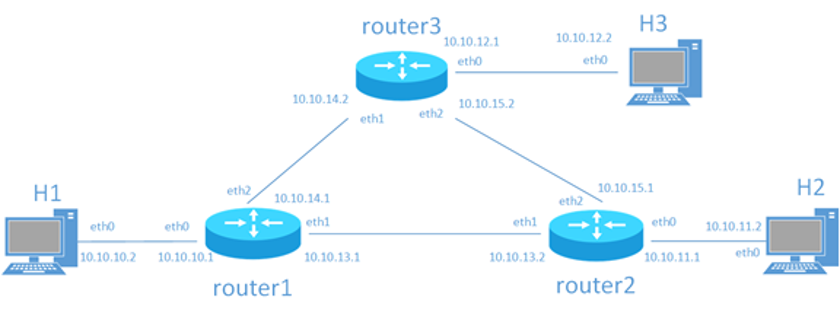 router3
H3
10.10.12.1
10.10.12.2
eth0
eth0
10.10.14.2
10.10.15.2
eth1
eth2
H1
eth2
10.10.14.1
10.10.15.1
H2
eth2
eth0
eth0
eth1
eth1
eth0
10.10.11.2
10.10.10.2
10.10.10.1
10.10.13.1
10.10.13.2
10.10.11.1
eth0
router1
router2